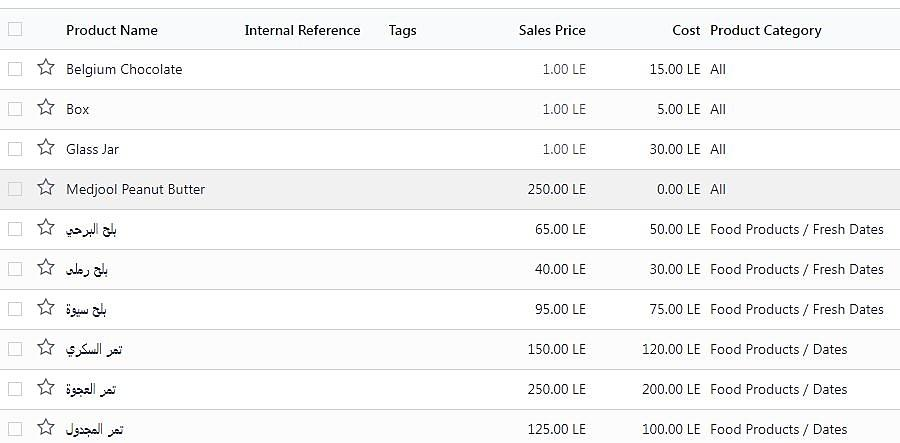 Product Name Internal Reference Tags Sales Price Cost Product Category
Belgium Chocolate 1.00 LE 15.00 LE All
Box 1.00 LE 5.00 LE All
Glass Jar 1.00 LE 30.00 LE All
Medjool Peanut Butter 250.00 LE 0.00 LE All
بلح البرحي 65.00 LE 50.00 LE Food Products / Fresh Dates
بلح رملى 40.00 LE 30.00 LE Food Products / Fresh Dates
بلح سيوة 95.00 LE 75.00 LE Food Products / Fresh Dates
تمر السكري 150.00 LE 120.00 LE Food Products / Dates
تمر العجوة 250.00 LE 200.00 LE Food Products / Dates
تمر المجدول 125.00 LE 100.00 LE Food Products / Dates